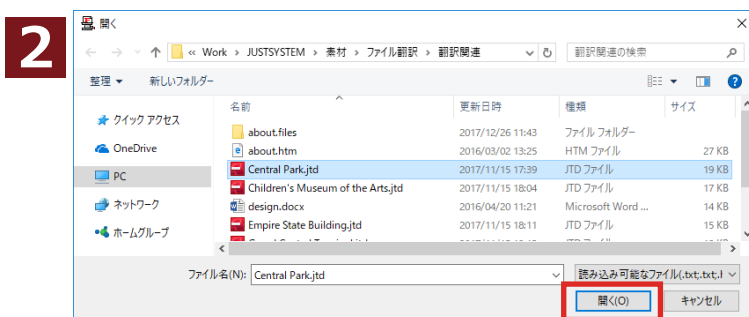 2
開く
« Work › JUSTSYSTEM › 素材 › ファイル翻訳 › 翻訳関連
翻訳関連の検索
整理 新しいフォルダー
名前 更新日時 種類 サイズ
クイック アクセス
OneDrive
PC
ネットワーク
ホームグループ
about.files 2017/12/26 11:43 ファイル フォルダー
about.htm 2016/03/02 13:25 HTM ファイル 27 KB
Central Park.jtd 2017/11/15 17:39 JTD ファイル 19 KB
Children's Museum of the Arts.jtd 2017/11/15 18:04 JTD ファイル 17 KB
design.docx 2016/04/20 11:21 Microsoft Word ... 14 KB
Empire State Building.jtd 2017/11/15 18:11 JTD ファイル 15 KB
ファイル名(N): Central Park.jtd 読み込み可能なファイル(.txt;.txt;.
開く(O) キャンセル